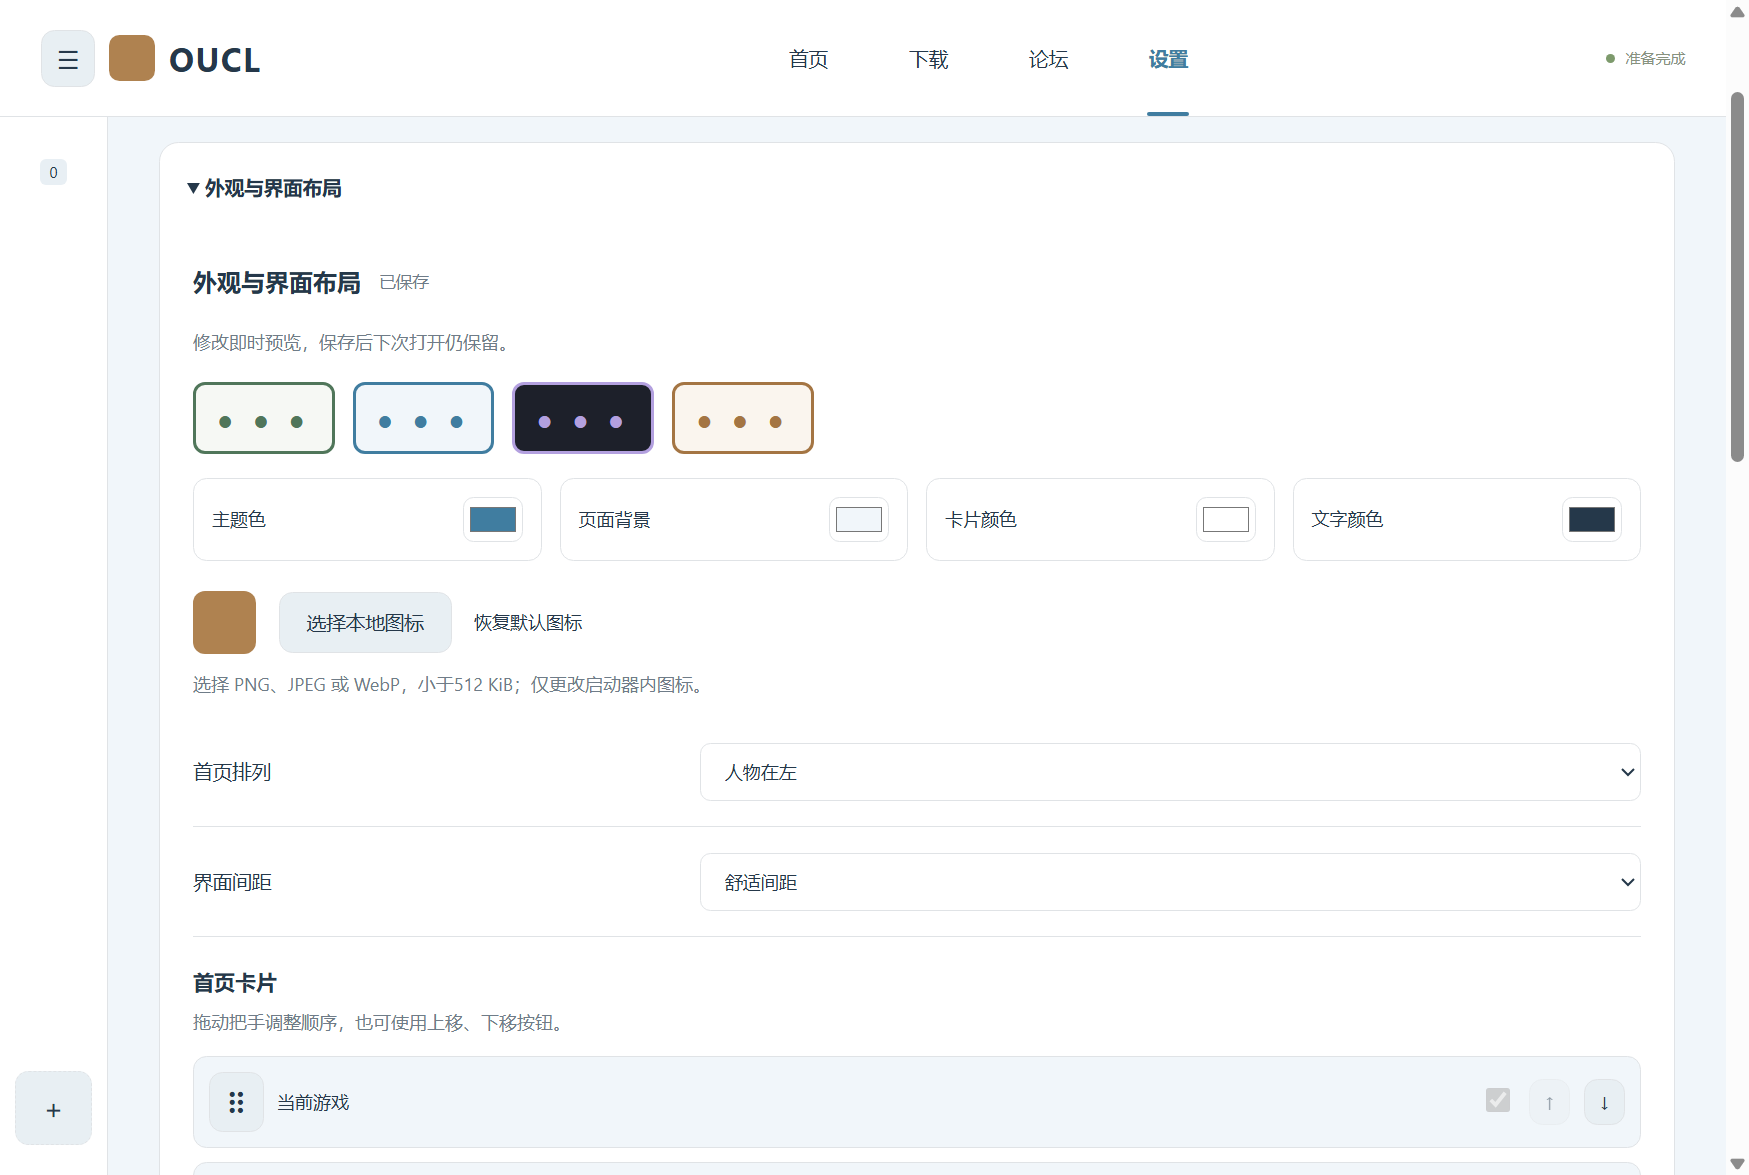 ☰ OUCL 首页 下载 论坛 设置 准备完成
0
▼ 外观与界面布局
外观与界面布局 已保存
修改即时预览，保存后下次打开仍保留。
主题色 页面背景 卡片颜色 文字颜色
选择本地图标 恢复默认图标
选择 PNG、JPEG 或 WebP，小于512 KiB；仅更改启动器内图标。
首页排列 人物在左
界面间距 舒适间距
首页卡片
拖动把手调整顺序，也可使用上移、下移按钮。
当前游戏 ↑ ↓
+